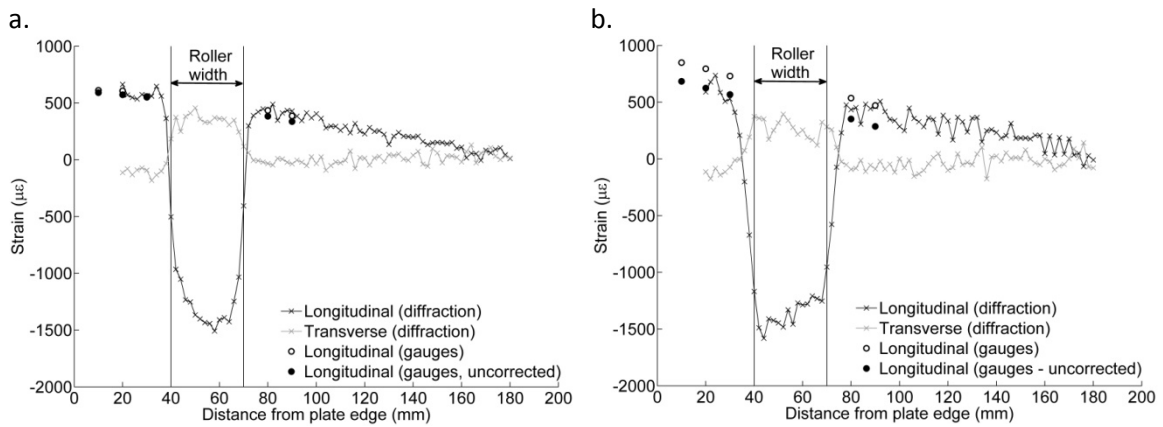 a.
1000
500
0
-500
-1000
-1500
-2000
Strain (με)
Roller
width
Longitudinal (diffraction)
Transverse (diffraction)
Longitudinal (gauges)
Longitudinal (gauges, uncorrected)
0 20 40 60 80 100 120 140 160 180 200
Distance from plate edge (mm)
b.
1000
500
0
-500
-1000
-1500
-2000
Strain (με)
Roller
width
Longitudinal (diffraction)
Transverse (diffraction)
Longitudinal (gauges)
Longitudinal (gauges - uncorrected)
0 20 40 60 80 100 120 140 160 180 200
Distance from plate edge (mm)